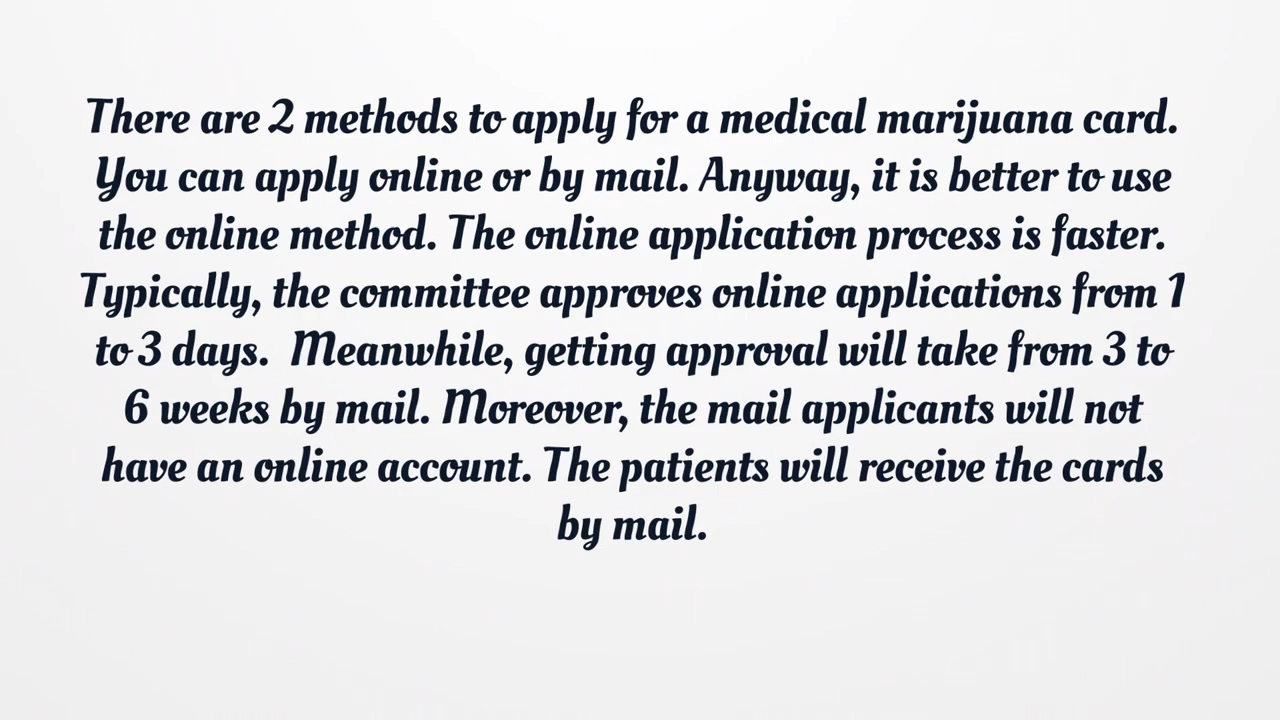 There are 2 methods to apply for a medical marijuana card.
You can apply online or by mail. Anyway, it is better to use
the online method. The online application process is faster.
Typically, the committee approves online applications from 1
to 3 days.  Meanwhile, getting approval will take from 3 to
6 weeks by mail. Moreover, the mail applicants will not
have an online account. The patients will receive the cards
by mail.